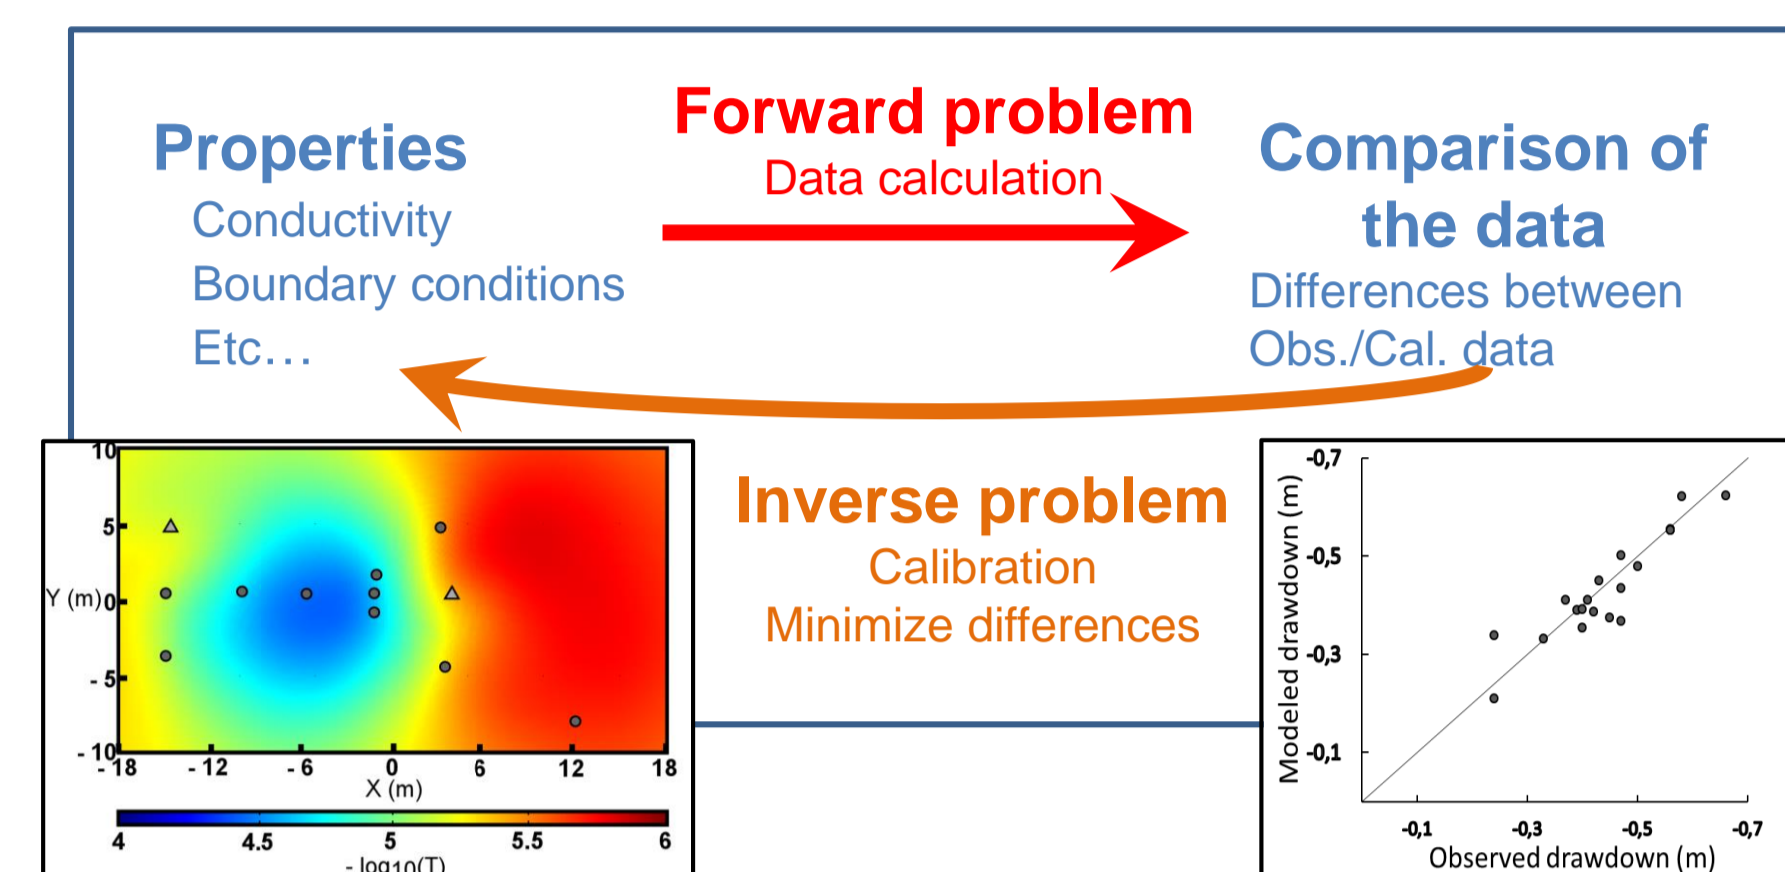 Properties
Conductivity
Boundary conditions
Etc…
Forward problem
Data calculation
Comparison of
the data
Differences between
Obs./Cal. data
Inverse problem
Calibration
Minimize differences
10
5
Y (m) 0
- 5
- 10
- 18 - 12 - 6 0 6 12 18
X (m)
4 4.5 5 5.5 6
- log10(T)
Modeled drawdown (m)
-0,7
-0,5
-0,3
-0,1
-0,1 -0,3 -0,5 -0,7
Observed drawdown (m)